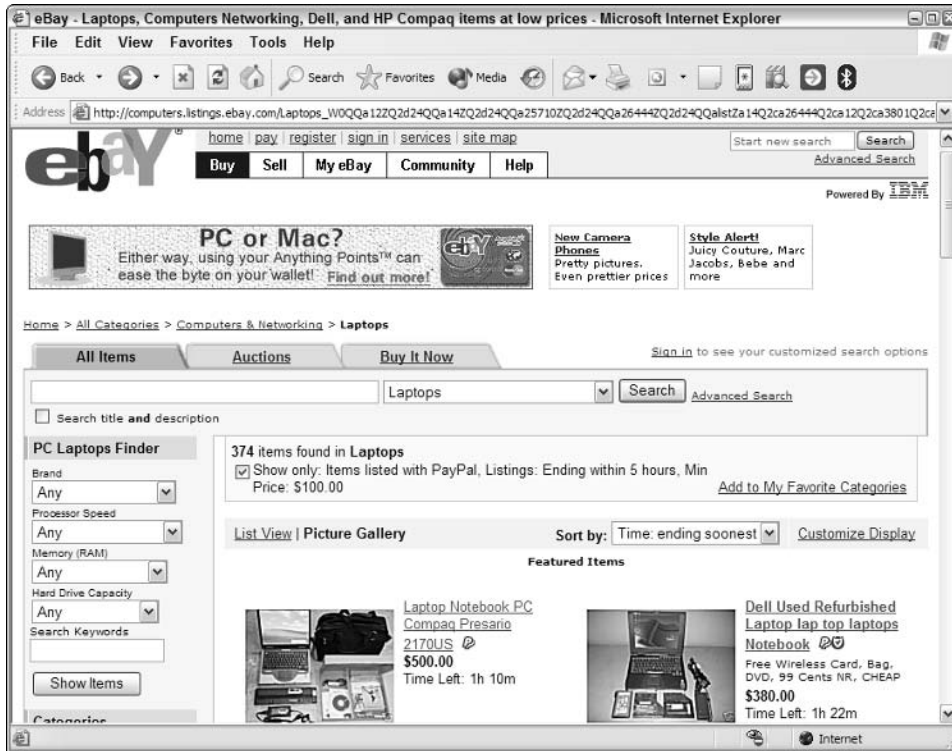 eBay - Laptops, Computers Networking, Dell, and HP Compaq items at low prices - Microsoft Internet Explorer
File Edit View Favorites Tools Help
Back Search Favorites Media
Address http://computers.listings.ebay.com/Laptops_W0QQa12ZQ2d24QQa14ZQ2d24QQa25710ZQ2d24QQa26444ZQ2d24QQalstZa14Q2ca26444Q2ca12Q2ca3801Q2ca
ebay®
home | pay | register | sign in | services | site map
Start new search Search
Buy Sell My eBay Community Help
Advanced Search
Powered By IBM
PC or Mac?
Either way, using your Anything Points™ can
ease the byte on your wallet! Find out more!
ebY
New Camera
Phones
Pretty pictures.
Even prettier prices
Style Alert!
Juicy Couture, Marc
Jacobs, Bebe and
more
Home > All Categories > Computers & Networking > Laptops
All Items Auctions Buy It Now
Sign in to see your customized search options
Laptops Search Advanced Search
Search title and description
PC Laptops Finder
Brand
Any
Processor Speed
Any
Memory (RAM)
Any
Hard Drive Capacity
Any
Search Keywords
Show Items
Categories
374 items found in Laptops
Show only: Items listed with PayPal, Listings: Ending within 5 hours, Min
Price: $100.00
Add to My Favorite Categories
List View | Picture Gallery
Sort by: Time: ending soonest Customize Display
Featured Items
Laptop Notebook PC
Compaq Presario
2170US
$500.00
Time Left: 1h 10m
Dell Used Refurbished
Laptop lap top laptops
Notebook
Free Wireless Card, Bag,
DVD, 99 Cents NR, CHEAP
$380.00
Time Left: 1h 22m
Internet